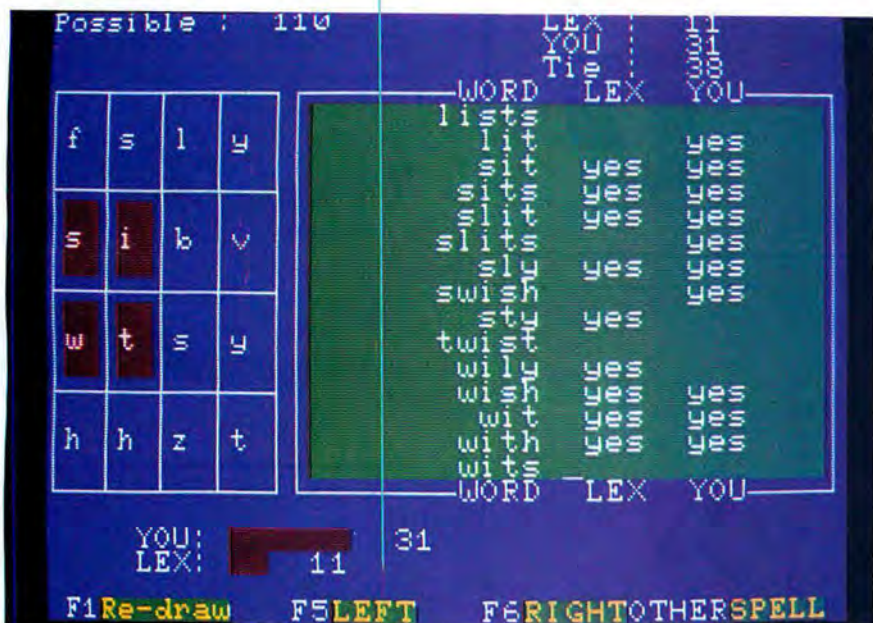 Possible : 110
LEX : 11
YOU : 31
Tie : 38
f s l y
s i b v
w t s y
h h z t
WORD LEX YOU
lists
lit yes
sit yes yes
sits yes yes
slit yes yes
slits yes
sly yes yes
swish yes
sty yes
twist
wily yes
wish yes yes
wit yes yes
with yes yes
wits _
WORD LEX YOU
YOU: 31
LEX: 11
F1Re-draw F5LEFT F6RIGHTOTHERSPELL